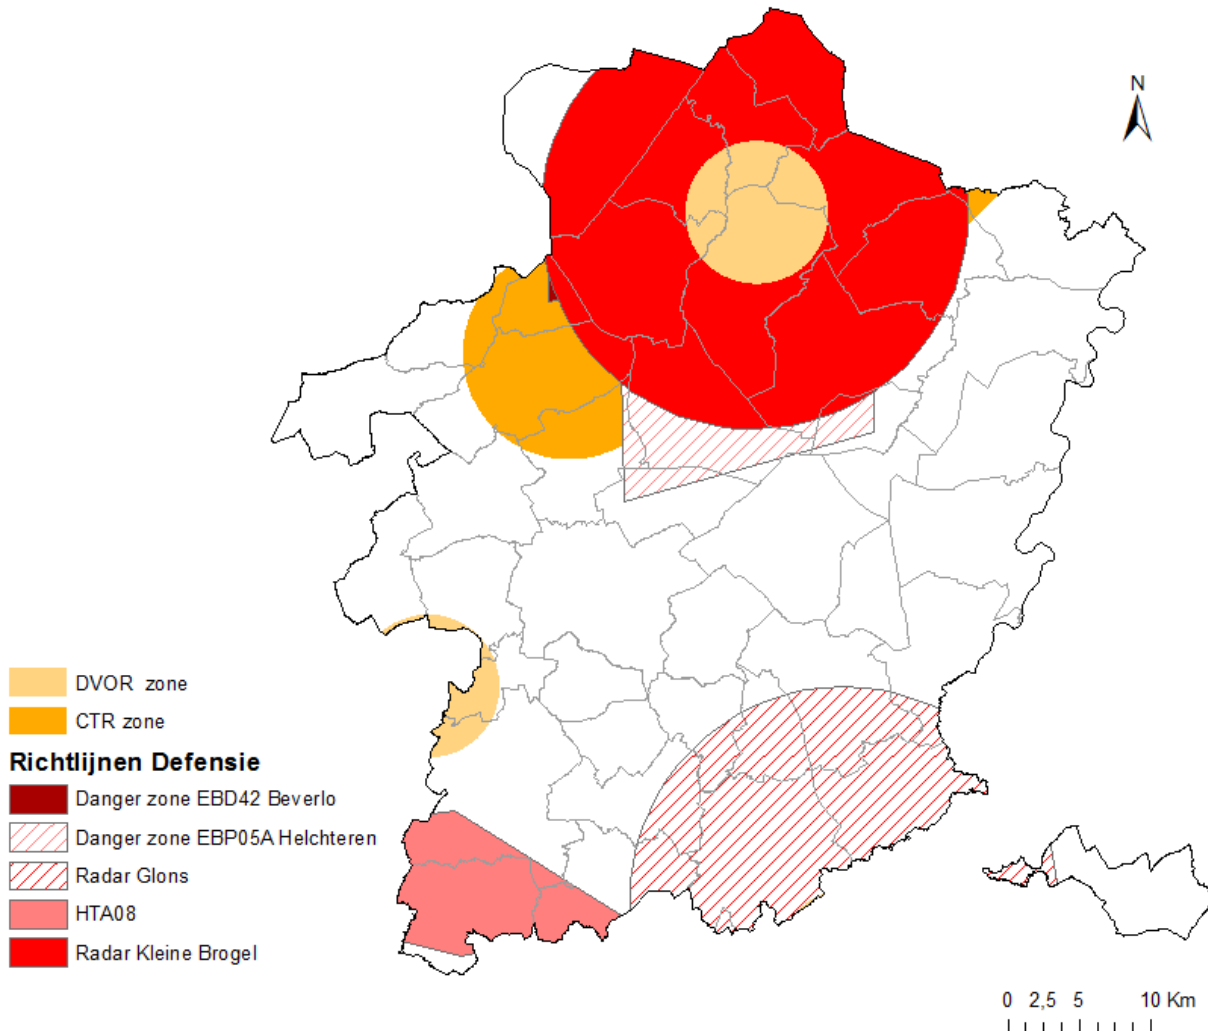 N
DVOR zone
CTR zone
Richtlijnen Defensie
Danger zone EBD42 Beverlo
Danger zone EBP05A Helchteren
Radar Glons
HTA08
Radar Kleine Brogel
0 2,5 5 10 Km